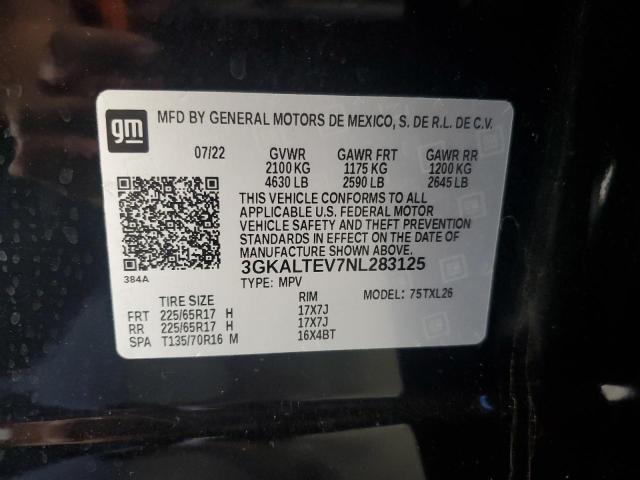 gm
MFD BY GENERAL MOTORS DE MEXICO, S. DE R.L. DE C.V.
07/22 GVWR GAWR FRT GAWR RR
2100 KG 1175 KG 1200 KG
4630 LB 2590 LB 2645 LB
THIS VEHICLE CONFORMS TO ALL
APPLICABLE U.S. FEDERAL MOTOR
VEHICLE SAFETY AND THEFT PREVENTION
STANDARDS IN EFFECT ON THE DATE OF
MANUFACTURE SHOWN ABOVE.
384A 3GKALTEV7NL283125
TYPE: MPV MODEL: 75TXL26
TIRE SIZE RIM
FRT 225/65R17 H 17X7J
RR 225/65R17 H 17X7J
SPA T135/70R16 M 16X4BT